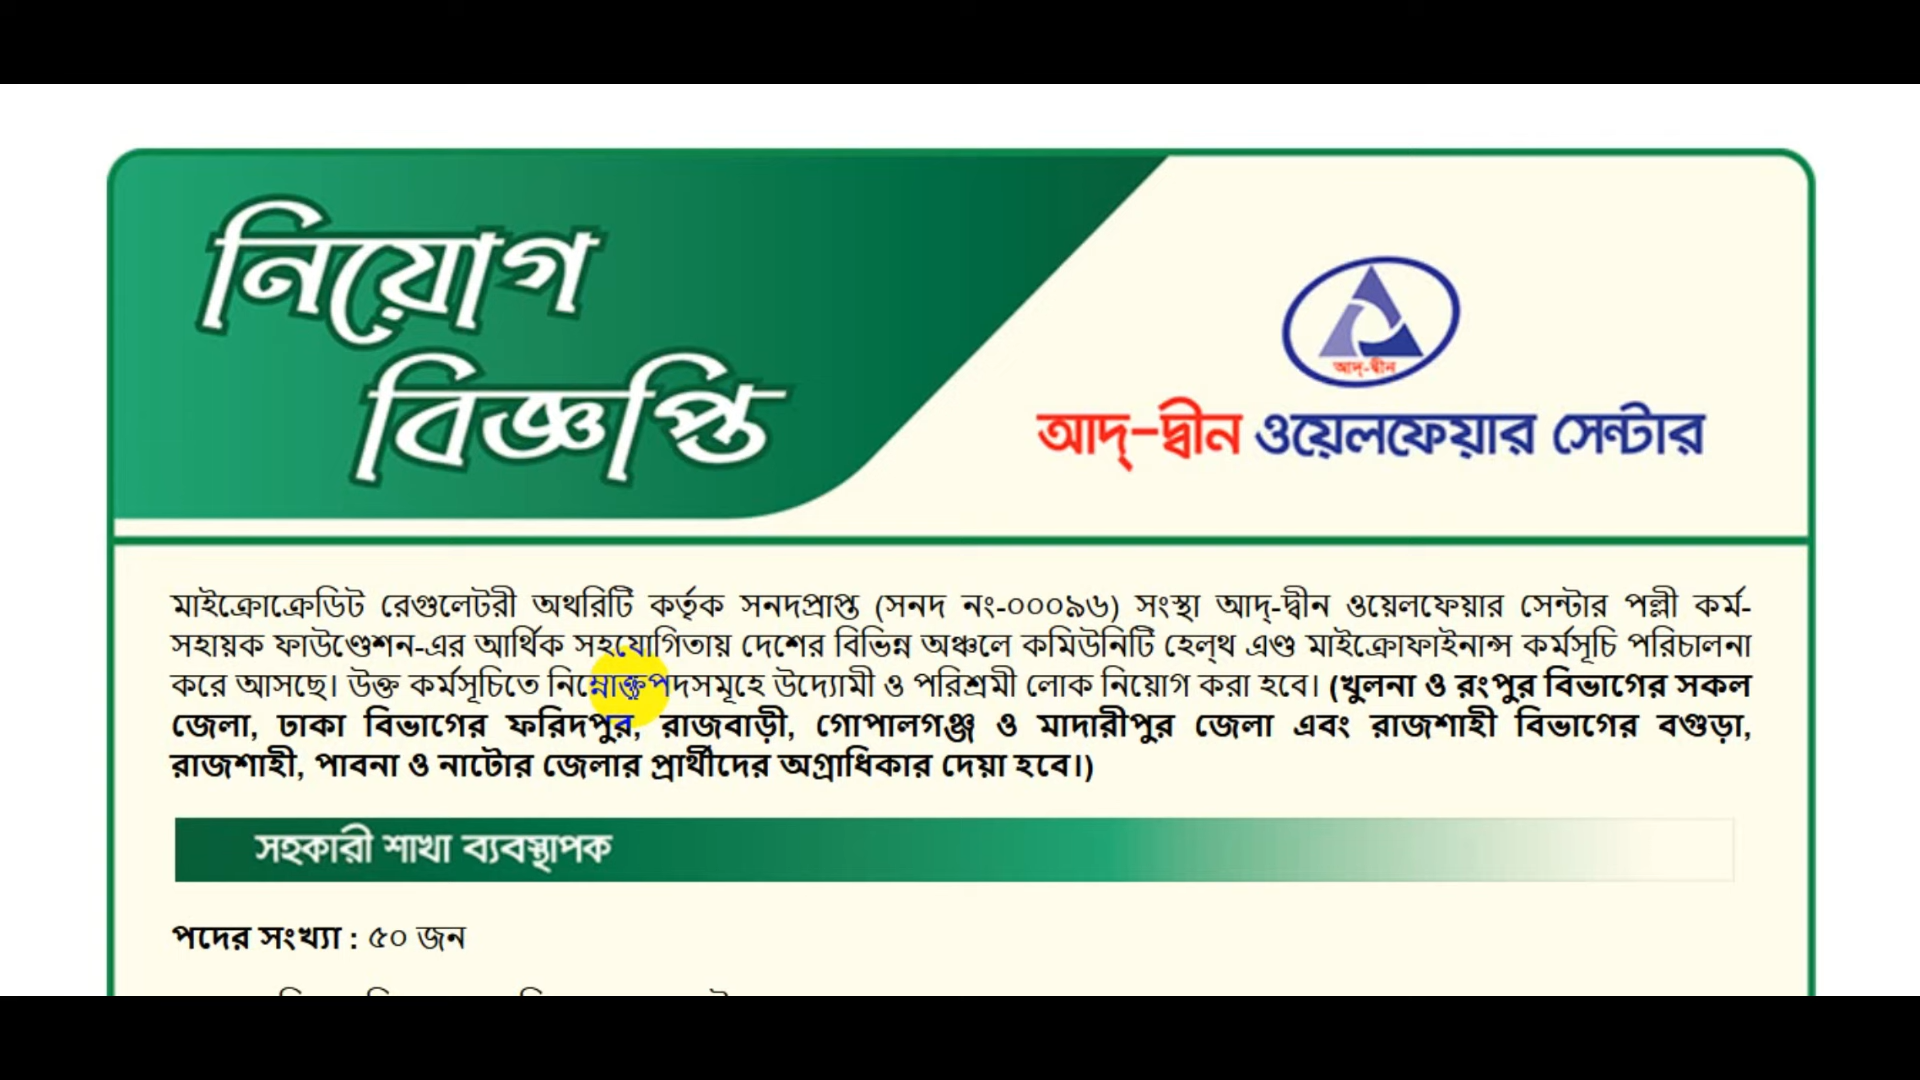 নিয়োগ
বিজ্ঞপ্তি
আদ্-দ্বীন
আদ্-দ্বীন ওয়েলফেয়ার সেন্টার
মাইক্রোক্রেডিট রেগুলেটরী অথরিটি কর্তৃক সনদপ্রাপ্ত (সনদ নং-০০০৯৬) সংস্থা আদ্-দ্বীন ওয়েলফেয়ার সেন্টার পল্লী কর্ম-
সহায়ক ফাউণ্ডেশন-এর আর্থিক সহযোগিতায় দেশের বিভিন্ন অঞ্চলে কমিউনিটি হেল্থ এণ্ড মাইক্রোফাইনান্স কর্মসূচি পরিচালনা
করে আসছে। উক্ত কর্মসূচিতে নিম্নোক্ত পদসমূহে উদ্যোমী ও পরিশ্রমী লোক নিয়োগ করা হবে। (খুলনা ও রংপুর বিভাগের সকল
জেলা, ঢাকা বিভাগের ফরিদপুর, রাজবাড়ী, গোপালগঞ্জ ও মাদারীপুর জেলা এবং রাজশাহী বিভাগের বগুড়া,
রাজশাহী, পাবনা ও নাটোর জেলার প্রার্থীদের অগ্রাধিকার দেয়া হবে।)
সহকারী শাখা ব্যবস্থাপক
পদের সংখ্যা : ৫০ জন